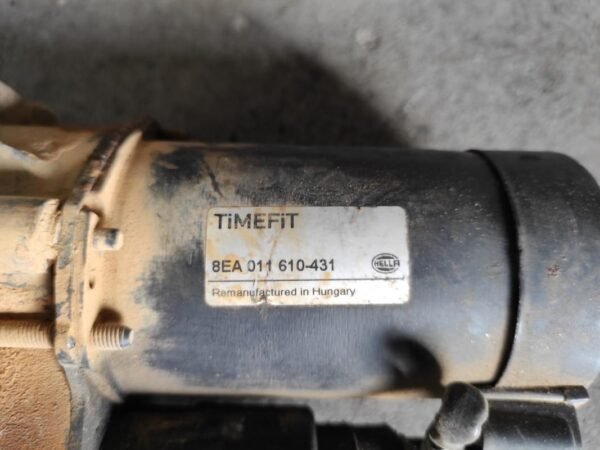 TiMEFiT
8EA 011 610-431 HELLA
Remanufactured in Hungary